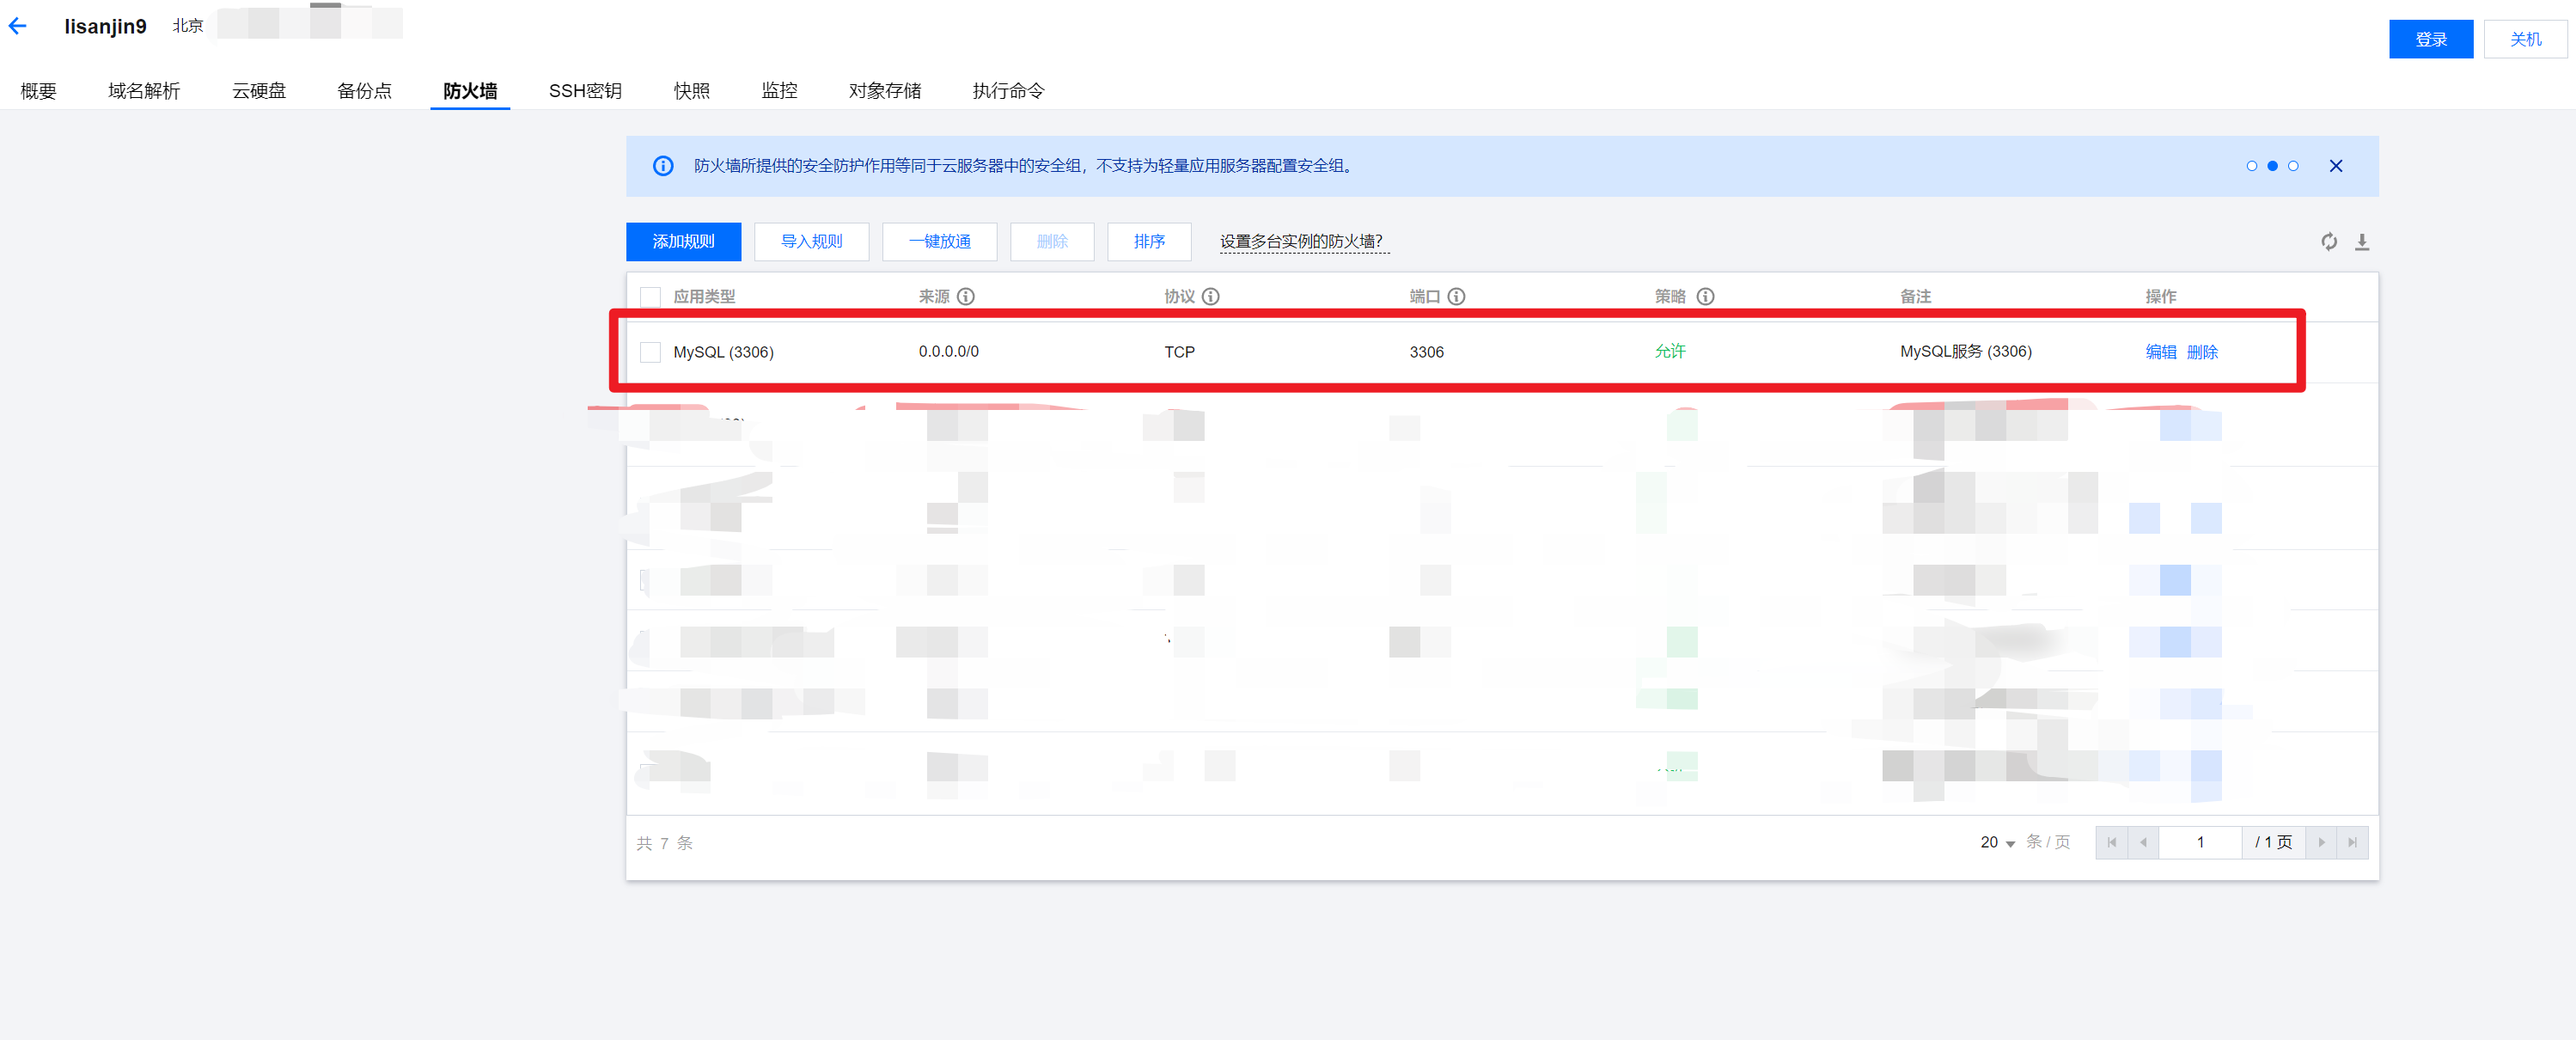 lisanjin9 北京
登录 关机
概要 域名解析 云硬盘 备份点 防火墙 SSH密钥 快照 监控 对象存储 执行命令
防火墙所提供的安全防护作用等同于云服务器中的安全组，不支持为轻量应用服务器配置安全组。
添加规则 导入规则 一键放通 删除 排序 设置多台实例的防火墙?
应用类型 来源 协议 端口 策略 备注 操作
MySQL (3306) 0.0.0.0/0 TCP 3306 允许 MySQL服务 (3306) 编辑 删除
共 7 条 20 条 / 页 1 / 1 页